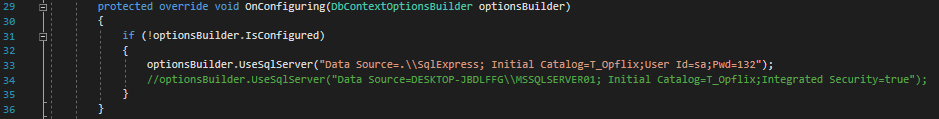 29 protected override void OnConfiguring(DbContextOptionsBuilder optionsBuilder)
30 {
31 if (!optionsBuilder.IsConfigured)
32 {
33 optionsBuilder.UseSqlServer("Data Source=.\\SqlExpress; Initial Catalog=T_Opflix;User Id=sa;Pwd=132");
34 //optionsBuilder.UseSqlServer("Data Source=DESKTOP-JBDLFFG\\MSSQLSERVER01; Initial Catalog=T_Opflix;Integrated Security=true");
35 }
36 }